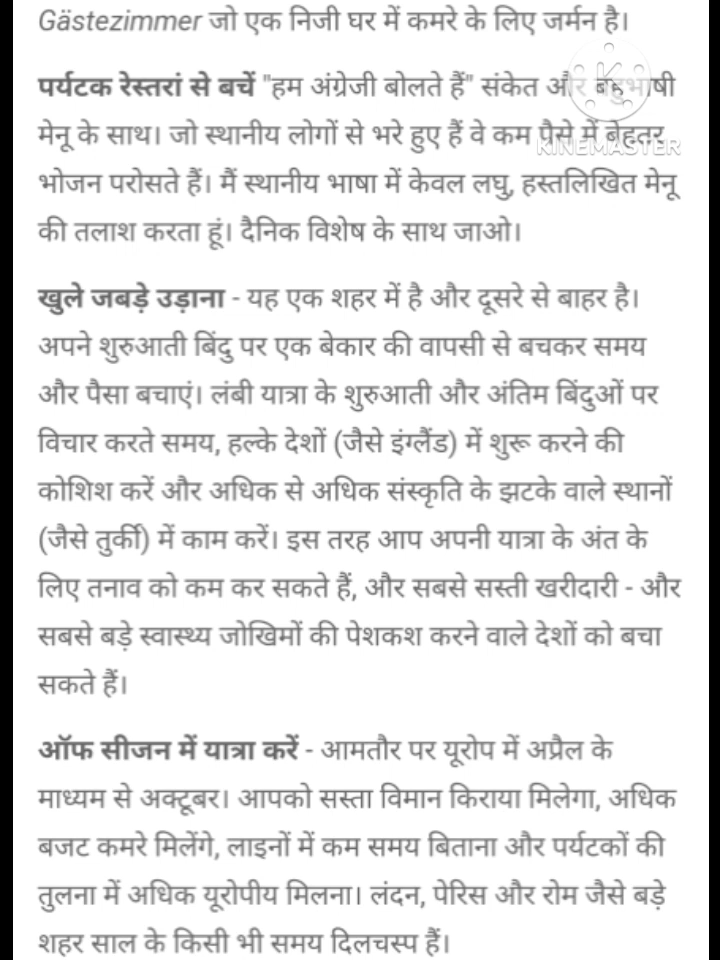 Gästezimmer जो एक निजी घर में कमरे के लिए जर्मन है।
पर्यटक रेस्तरां से बचें "हम अंग्रेजी बोलते हैं" संकेत और बहुभाषी
मेनू के साथ। जो स्थानीय लोगों से भरे हुए हैं वे कम पैसे में बेहतर
KINEMASTER
भोजन परोसते हैं। मैं स्थानीय भाषा में केवल लघु, हस्तलिखित मेनू
की तलाश करता हूं। दैनिक विशेष के साथ जाओ।
खुले जबड़े उड़ाना - यह एक शहर में है और दूसरे से बाहर है।
अपने शुरुआती बिंदु पर एक बेकार की वापसी से बचकर समय
और पैसा बचाएं। लंबी यात्रा के शुरुआती और अंतिम बिंदुओं पर
विचार करते समय, हल्के देशों (जैसे इंग्लैंड) में शुरू करने की
कोशिश करें और अधिक से अधिक संस्कृति के झटके वाले स्थानों
(जैसे तुर्की) में काम करें। इस तरह आप अपनी यात्रा के अंत के
लिए तनाव को कम कर सकते हैं, और सबसे सस्ती खरीदारी - और
सबसे बड़े स्वास्थ्य जोखिमों की पेशकश करने वाले देशों को बचा
सकते हैं।
ऑफ सीजन में यात्रा करें - आमतौर पर यूरोप में अप्रैल के
माध्यम से अक्टूबर। आपको सस्ता विमान किराया मिलेगा, अधिक
बजट कमरे मिलेंगे, लाइनों में कम समय बिताना और पर्यटकों की
तुलना में अधिक यूरोपीय मिलना। लंदन, पेरिस और रोम जैसे बड़े
शहर साल के किसी भी समय दिलचस्प हैं।